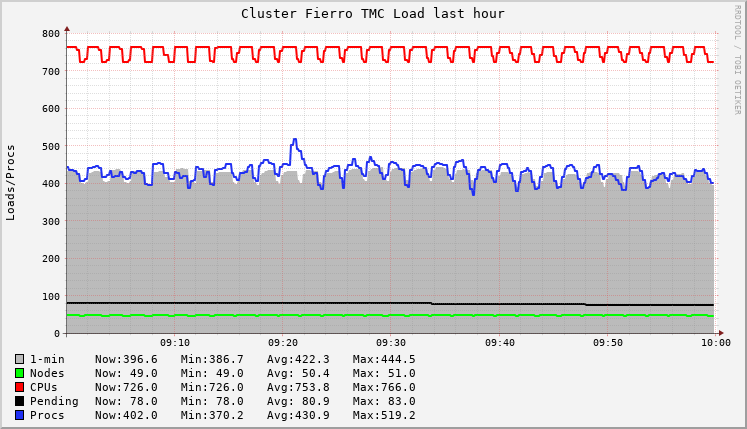 Cluster Fierro TMC Load last hour
RRDTOOL / TOBI OETIKER
Loads/Procs
800
700
600
500
400
300
200
100
0
09:10 09:20 09:30 09:40 09:50 10:00
1-min Now:396.6 Min:386.7 Avg:422.3 Max:444.5
Nodes Now: 49.0 Min: 49.0 Avg: 50.4 Max: 51.0
CPUs Now:726.0 Min:726.0 Avg:753.8 Max:766.0
Pending Now: 78.0 Min: 78.0 Avg: 80.9 Max: 83.0
Procs Now:402.0 Min:370.2 Avg:430.9 Max:519.2